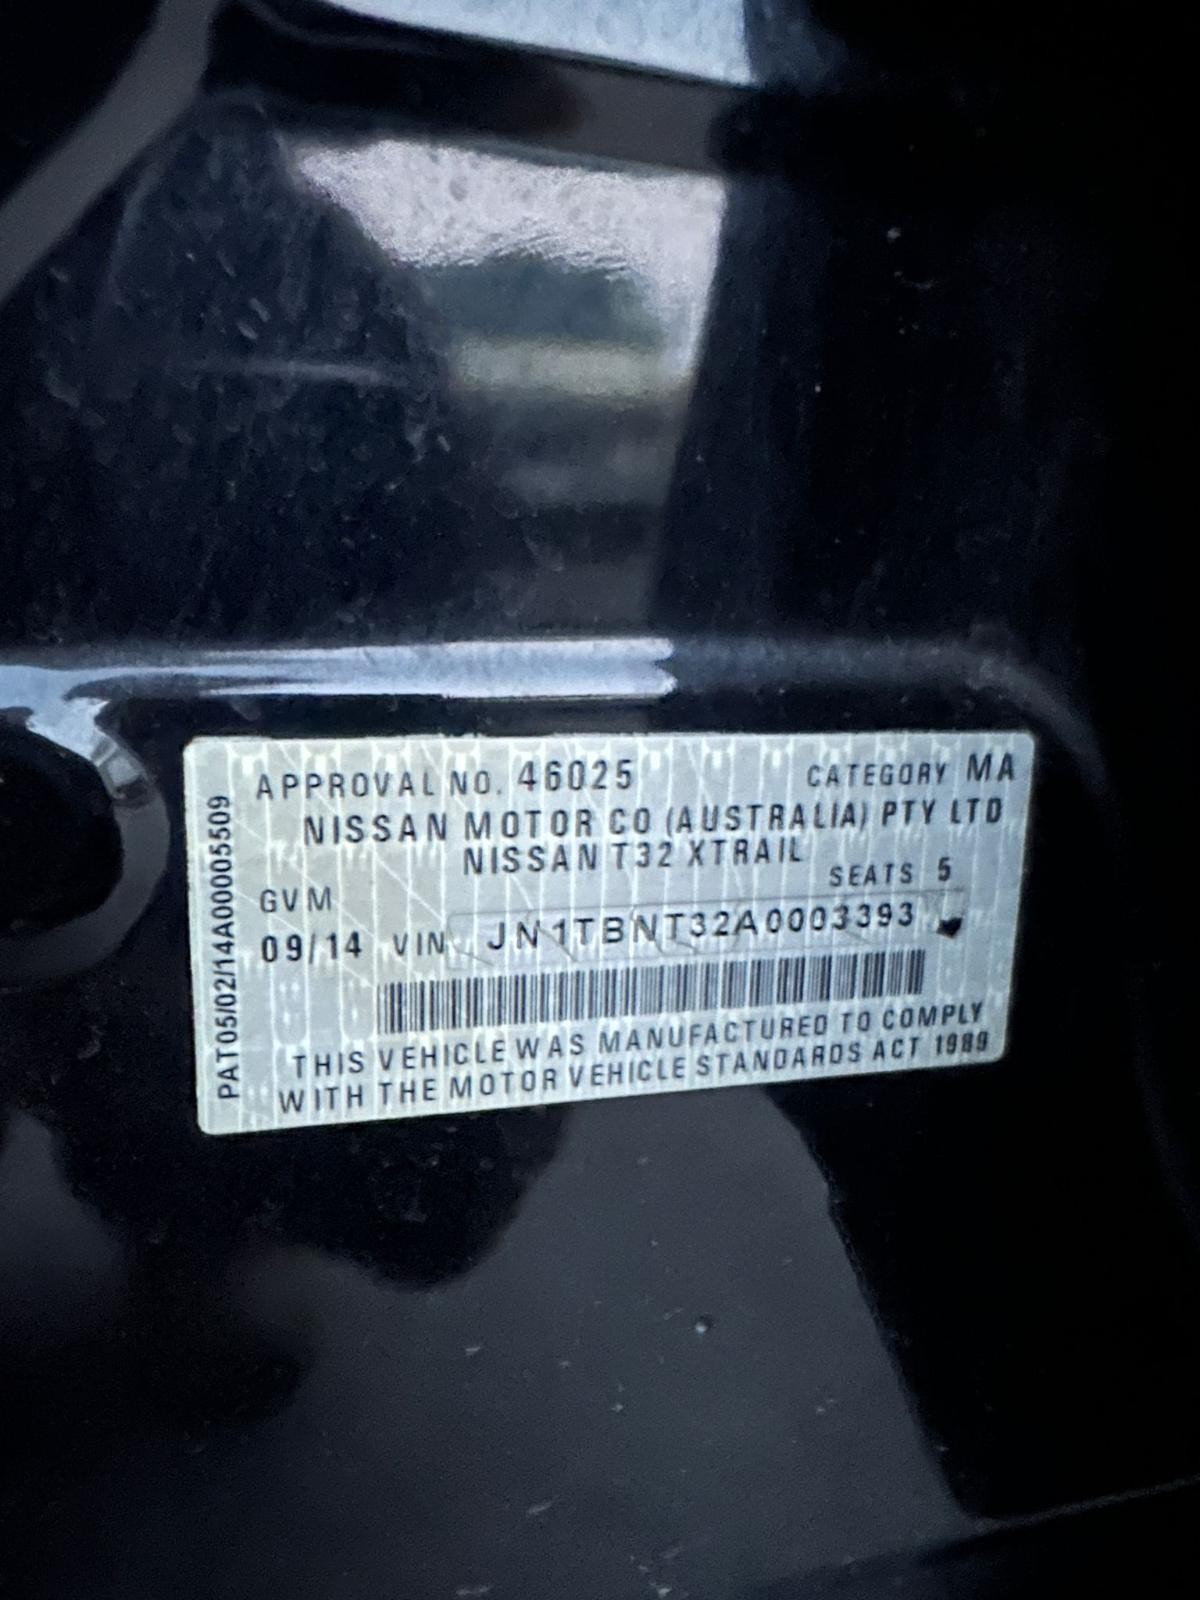 APPROVAL NO. 46025 CATEGORY MA
NISSAN MOTOR CO (AUSTRALIA) PTY LTD
NISSAN T32 XTRAIL
SEATS 5
GVM
09/14 VIN JN1TBNT32A0003393
THIS VEHICLE WAS MANUFACTURED TO COMPLY
WITH THE MOTOR VEHICLE STANDARDS ACT 1989
PAT05/02/14A00005509